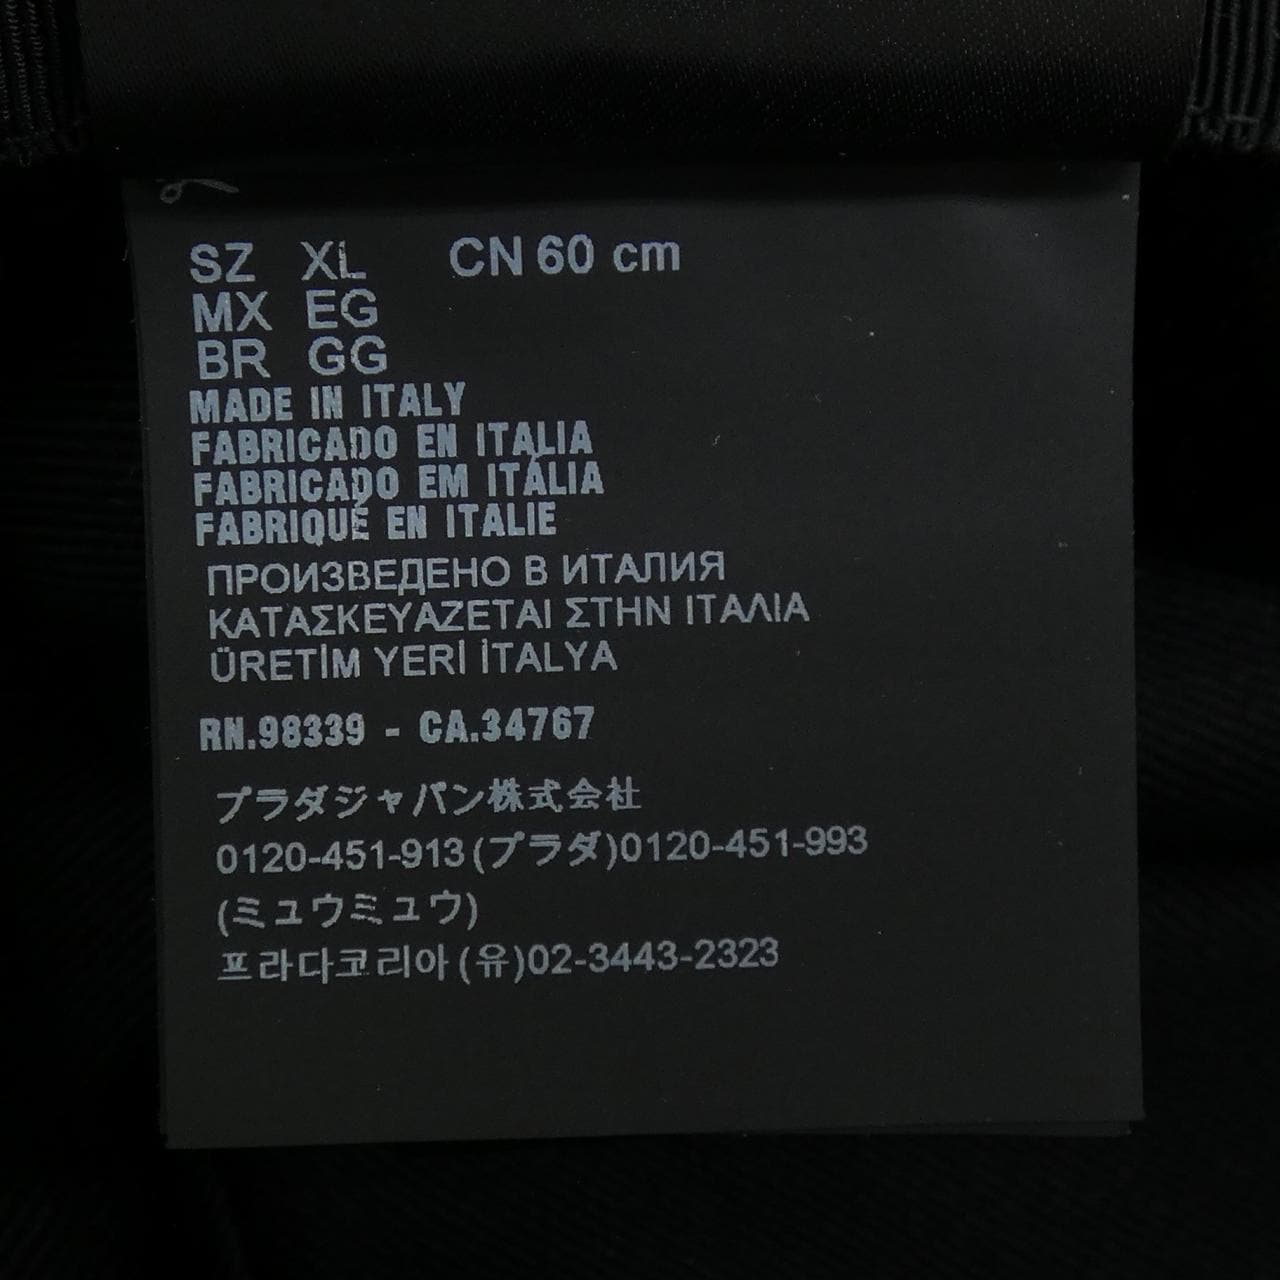 SZ XL CN 60 cm
MX EG
BR GG
MADE IN ITALY
FABRICADO EN ITALIA
FABRICADO EM ITÁLIA
FABRIQUÉ EN ITALIE
ПРОИЗВЕДЕНО В ИТАЛИЯ
ΚΑΤΑΣΚΕΥΑΖΕΤΑΙ ΣΤΗΝ ΙΤΑΛΙΑ
ÜRETİM YERİ İTALYA
RN.98339 - CA.34767
プラダジャパン株式会社
0120-451-913(プラダ)0120-451-993
(ミュウミュウ)
프라다코리아(유)02-3443-2323